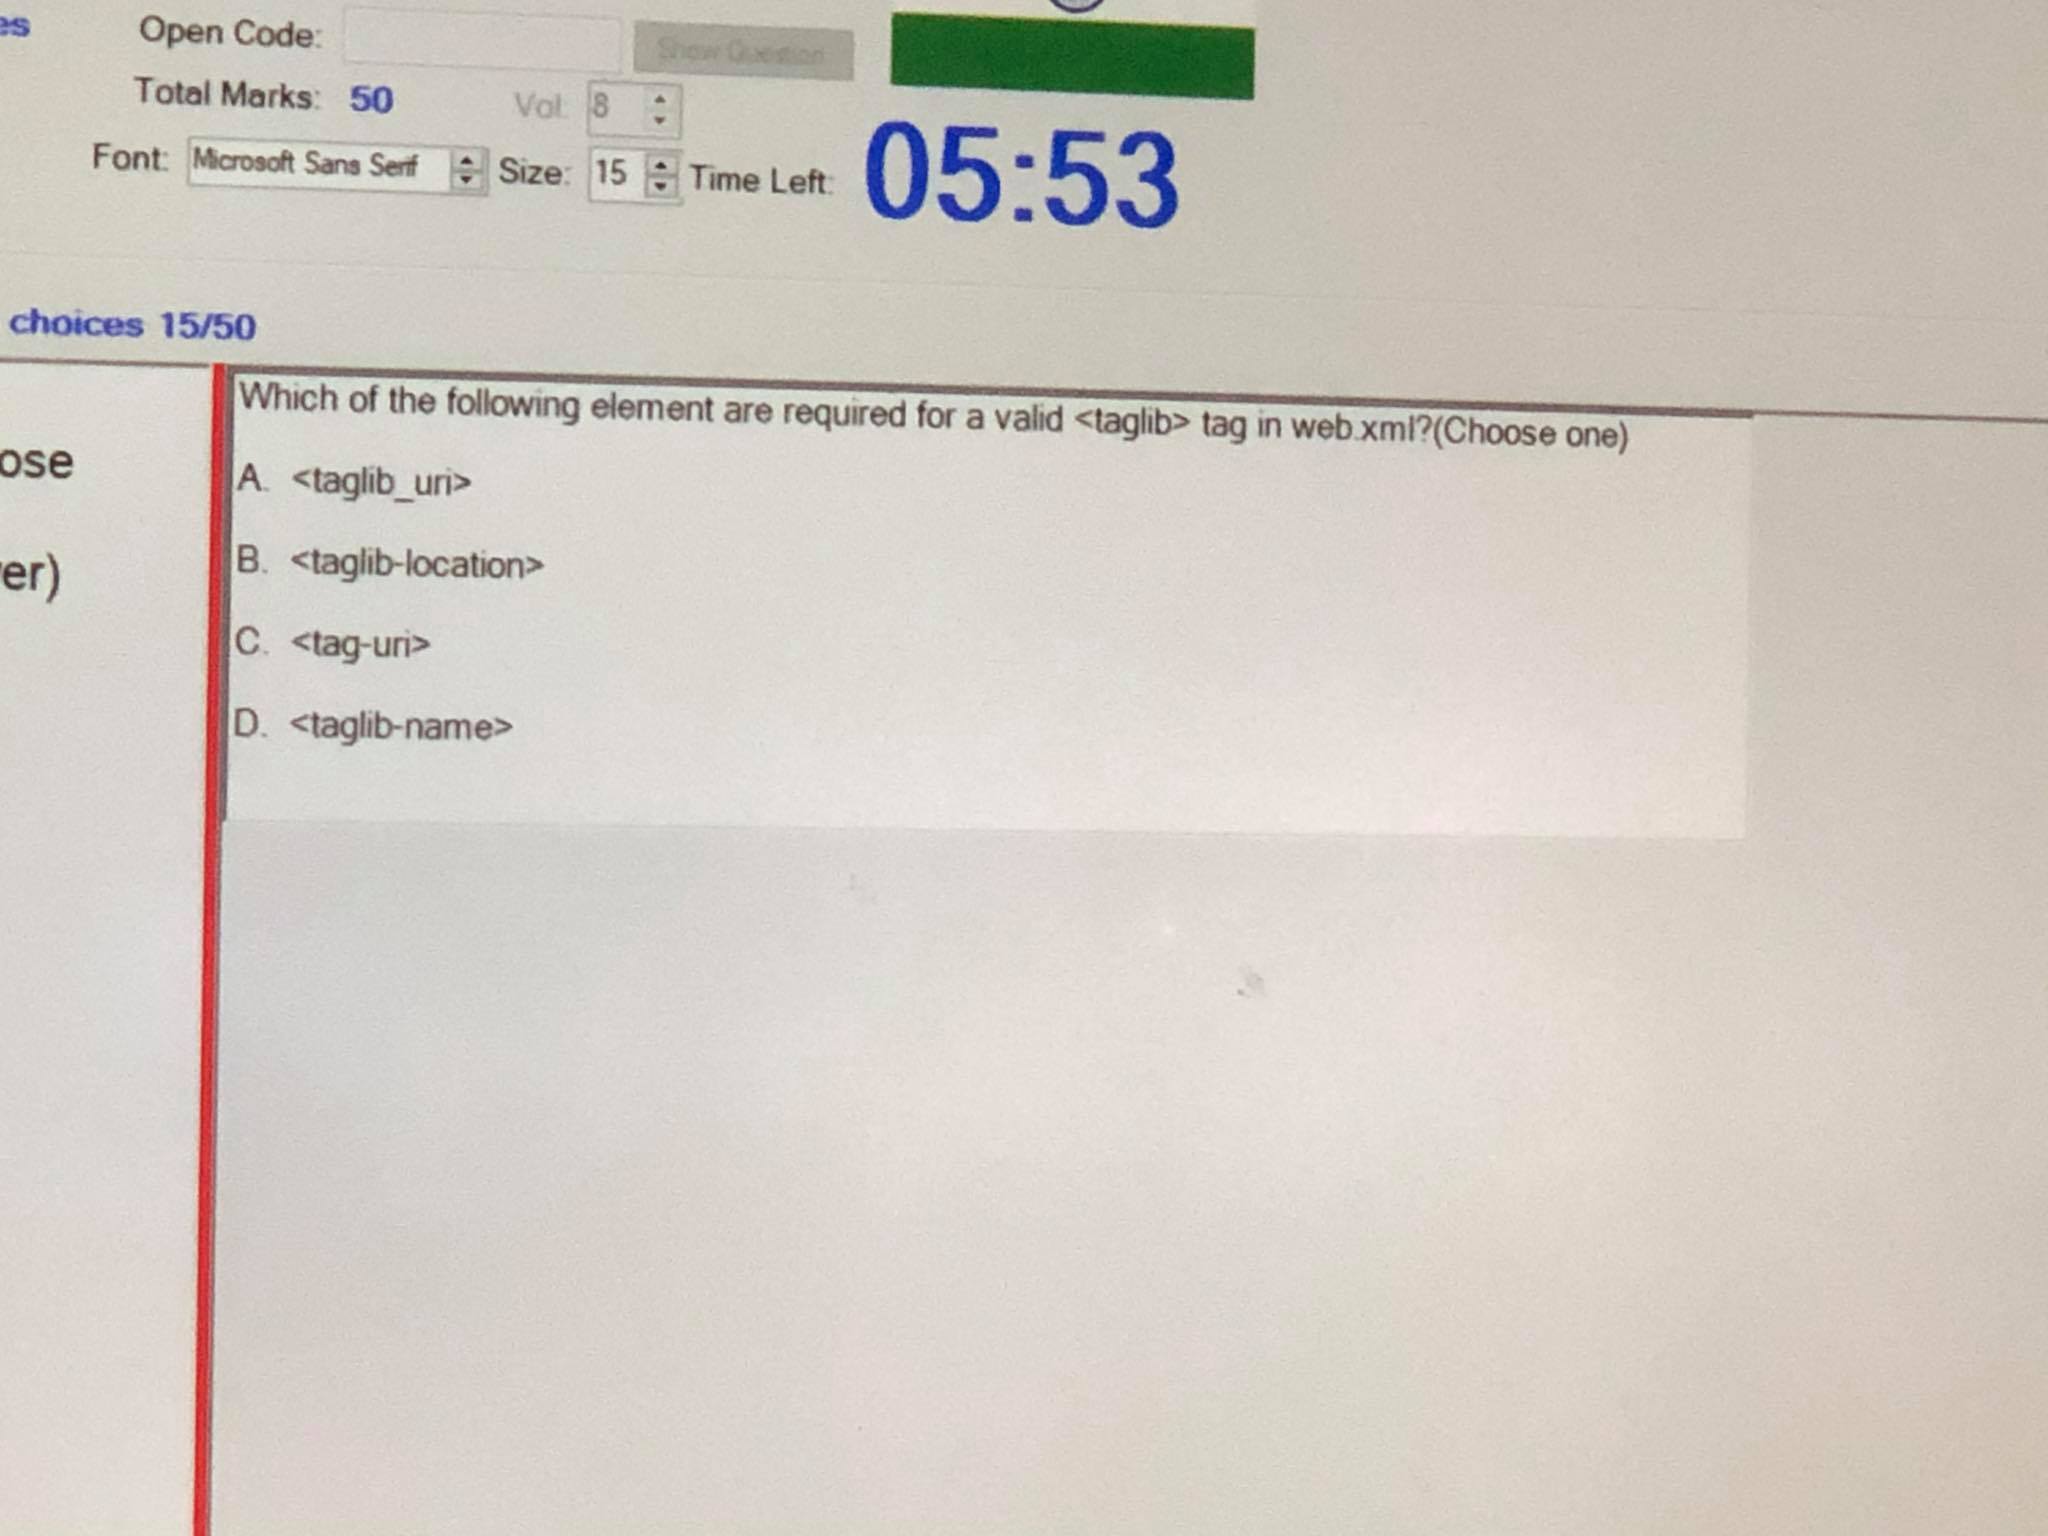 es
Open Code:
Show Question
Total Marks: 50
Vol: 8
Font: Microsoft Sans Serif
Size: 15
Time Left: 05:53
choices 15/50
ose
er)
Which of the following element are required for a valid <taglib> tag in web.xml?(Choose one)
A. <taglib_uri>
B. <taglib-location>
C. <tag-uri>
D. <taglib-name>